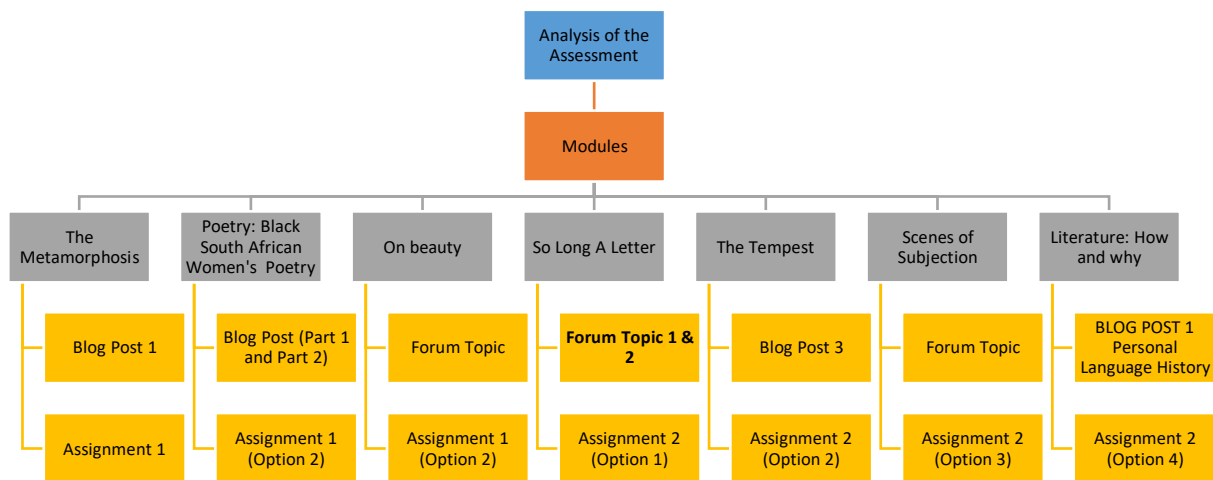 Analysis of the
Assessment
Modules
The
Metamorphosis
Poetry: Black
South African
Women's Poetry
On beauty
So Long A Letter
The Tempest
Scenes of
Subjection
Literature: How
and why
Blog Post 1
Blog Post (Part 1
and Part 2)
Forum Topic
Forum Topic 1 &
2
Blog Post 3
Forum Topic
BLOG POST 1
Personal
Language History
Assignment 1
Assignment 1
(Option 2)
Assignment 1
(Option 2)
Assignment 2
(Option 1)
Assignment 2
(Option 2)
Assignment 2
(Option 3)
Assignment 2
(Option 4)